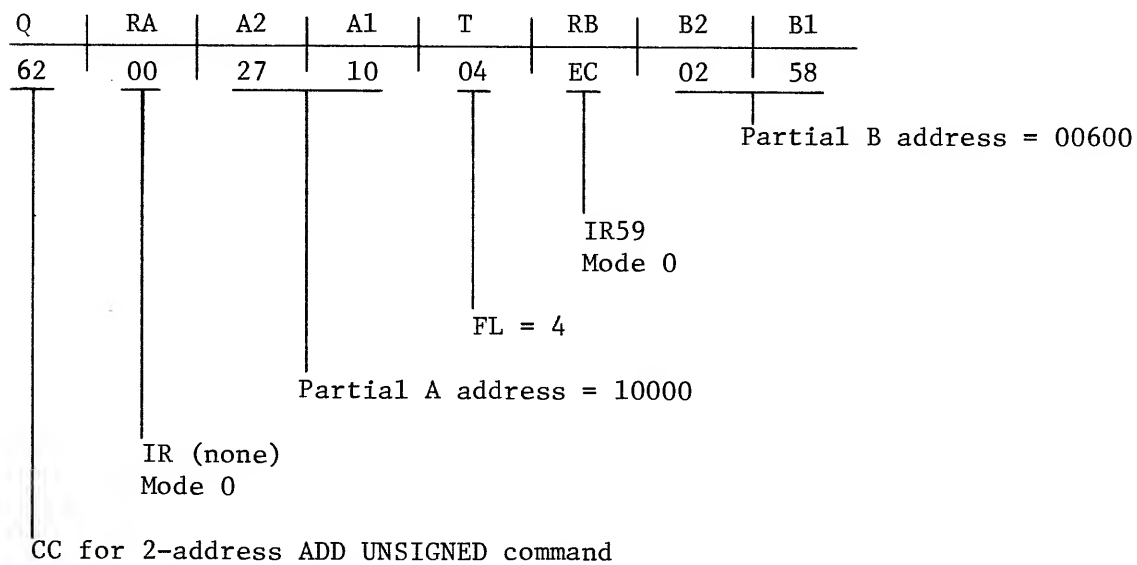 Q RA A2 A1 T RB B2 B1
62 00 27 10 04 EC 02 58
Partial B address = 00600
IR59
Mode 0
FL = 4
Partial A address = 10000
IR (none)
Mode 0
CC for 2-address ADD UNSIGNED command